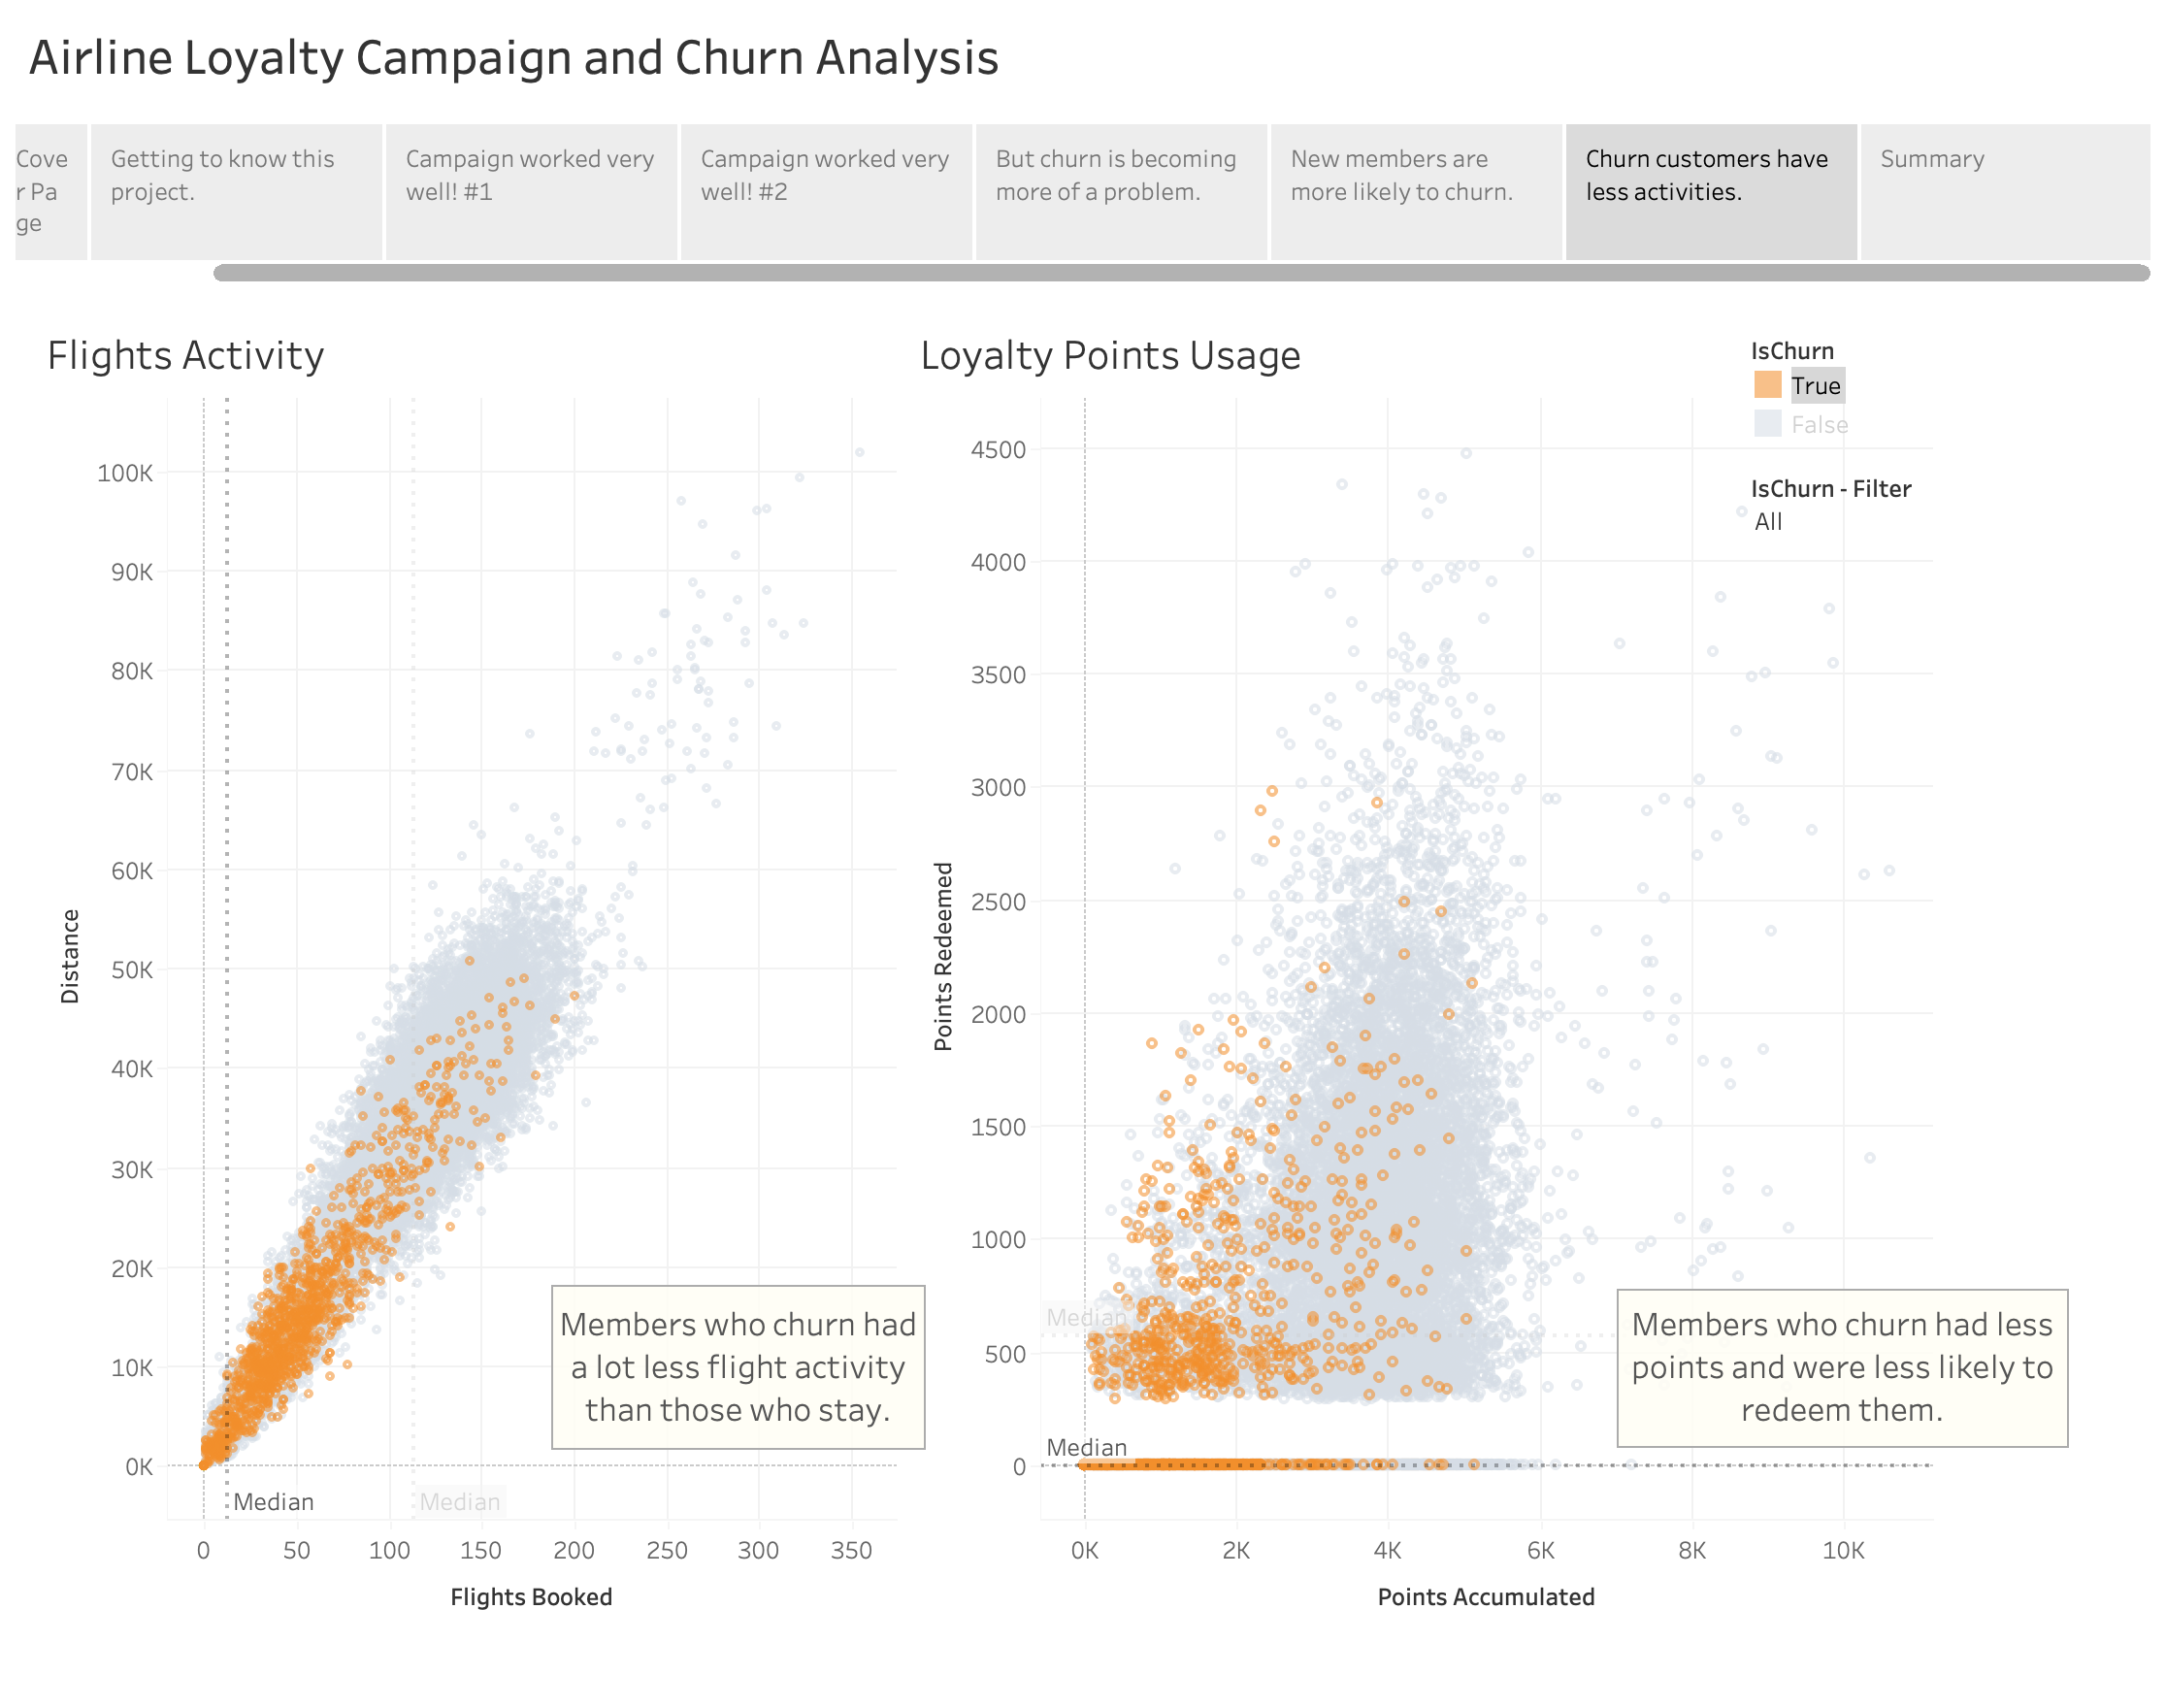 Airline Loyalty Campaign and Churn Analysis
Cove
r Pa
ge
Getting to know this
project.
Campaign worked very
well! #1
Campaign worked very
well! #2
But churn is becoming
more of a problem.
New members are
more likely to churn.
Churn customers have
less activities.
Summary
Flights Activity
100K
90K
80K
70K
60K
50K
40K
30K
20K
10K
0K
Distance
Median
Median
0
50
100
150
200
250
300
350
Flights Booked
Members who churn had
a lot less flight activity
than those who stay.
Loyalty Points Usage
4500
4000
3500
3000
2500
2000
1500
1000
500
0
Points Redeemed
Median
Median
0K
2K
4K
6K
8K
10K
Points Accumulated
Members who churn had less
points and were less likely to
redeem them.
IsChurn
True
False
IsChurn - Filter
All